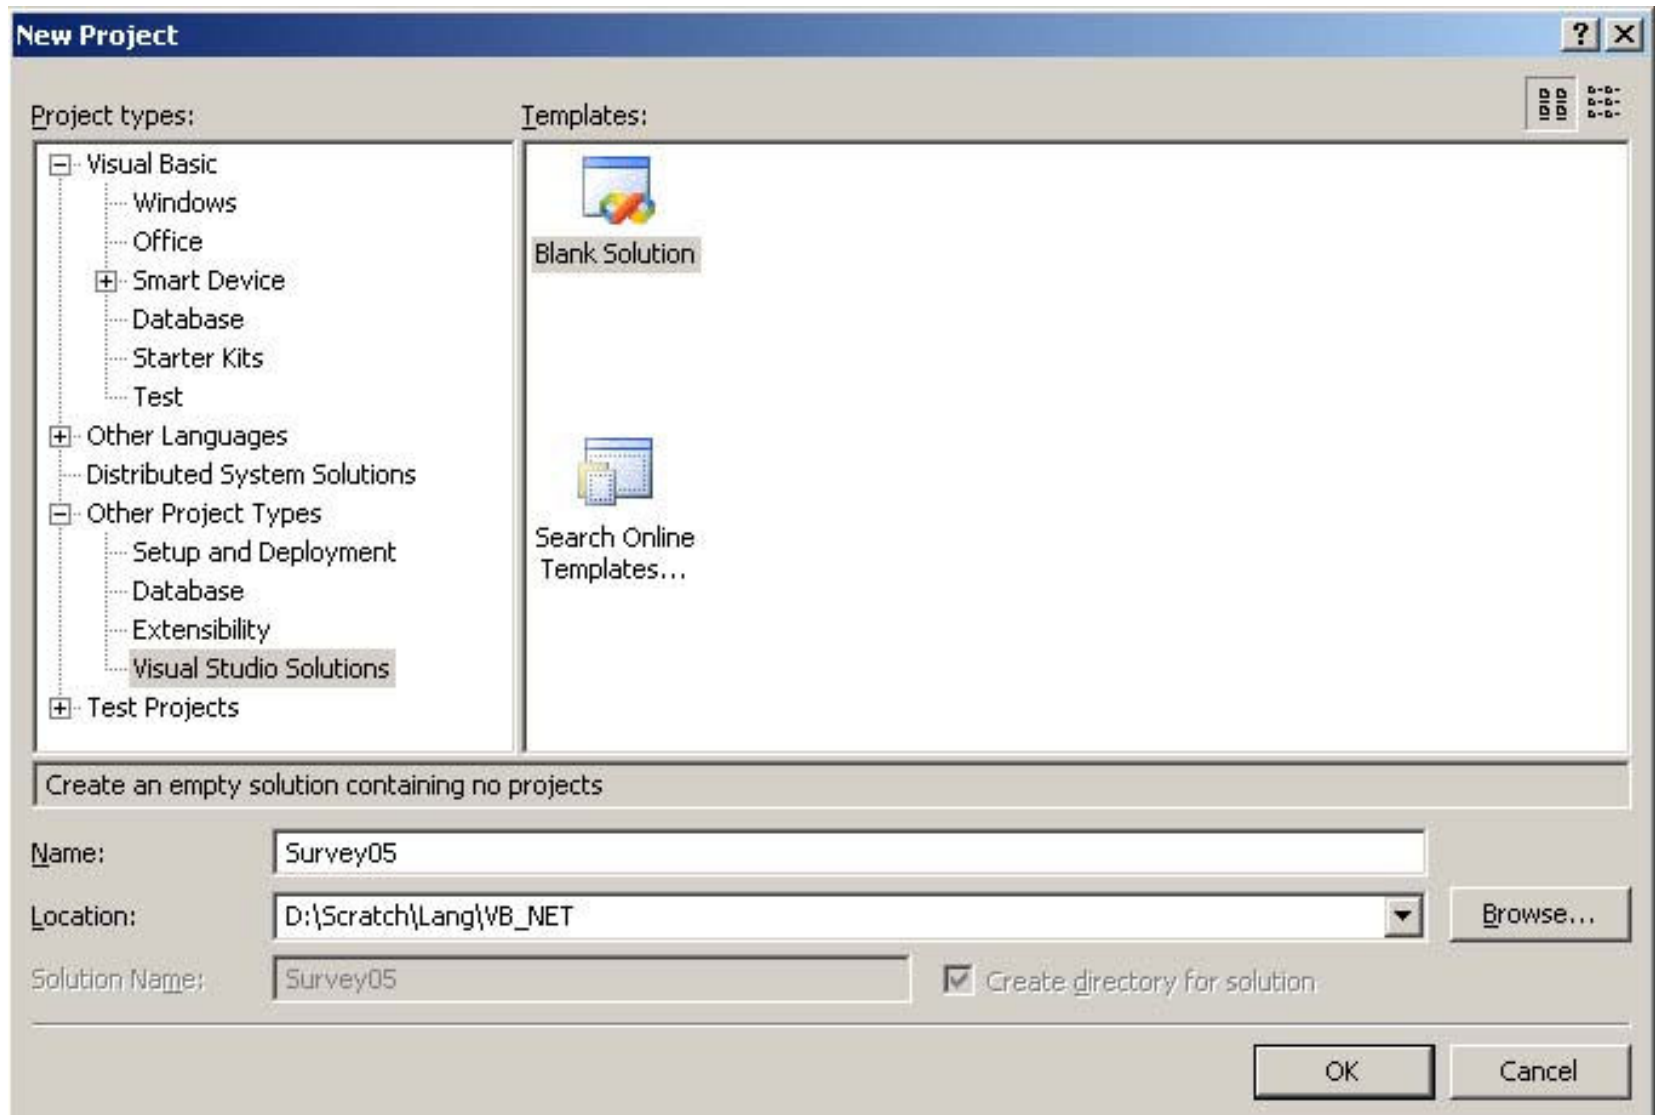 New Project
Project types:
Templates:
Visual Basic
Windows
Office
Smart Device
Database
Starter Kits
Test
Other Languages
Distributed System Solutions
Other Project Types
Setup and Deployment
Database
Extensibility
Visual Studio Solutions
Test Projects
Blank Solution
Search Online
Templates...
Create an empty solution containing no projects
Name:
Survey05
Location:
D:\Scratch\Lang\VB_NET
Browse...
Solution Name:
Survey05
Create directory for solution
OK
Cancel